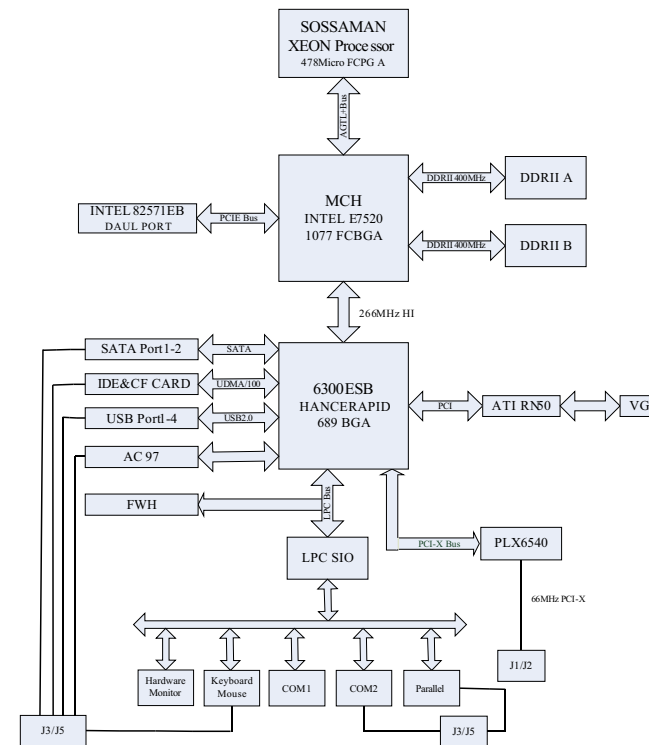 SOSSAMAN
XEON Processor
478Micro FCPG A
AGTL+Bus
MCH
INTEL E7520
1077 FCBGA
DDRII 400MHz
DDRII A
INTEL 82571EB
DAUL PORT
PCIE Bus
DDRII 400MHz
DDRII B
266MHz HI
SATA Port1-2
SATA
IDE&CF CARD
UDMA/100
6300ESB
HANCERAPID
689 BGA
PCI
ATI RN50
VG
USB Port1-4
USB2.0
AC 97
FWH
LPC Bus
LPC SIO
PCI-X Bus
PLX6540
66MHz PCI-X
J1/J2
Hardware
Monitor
Keyboard
Mouse
COM1
COM2
Parallel
J3/J5
J3/J5